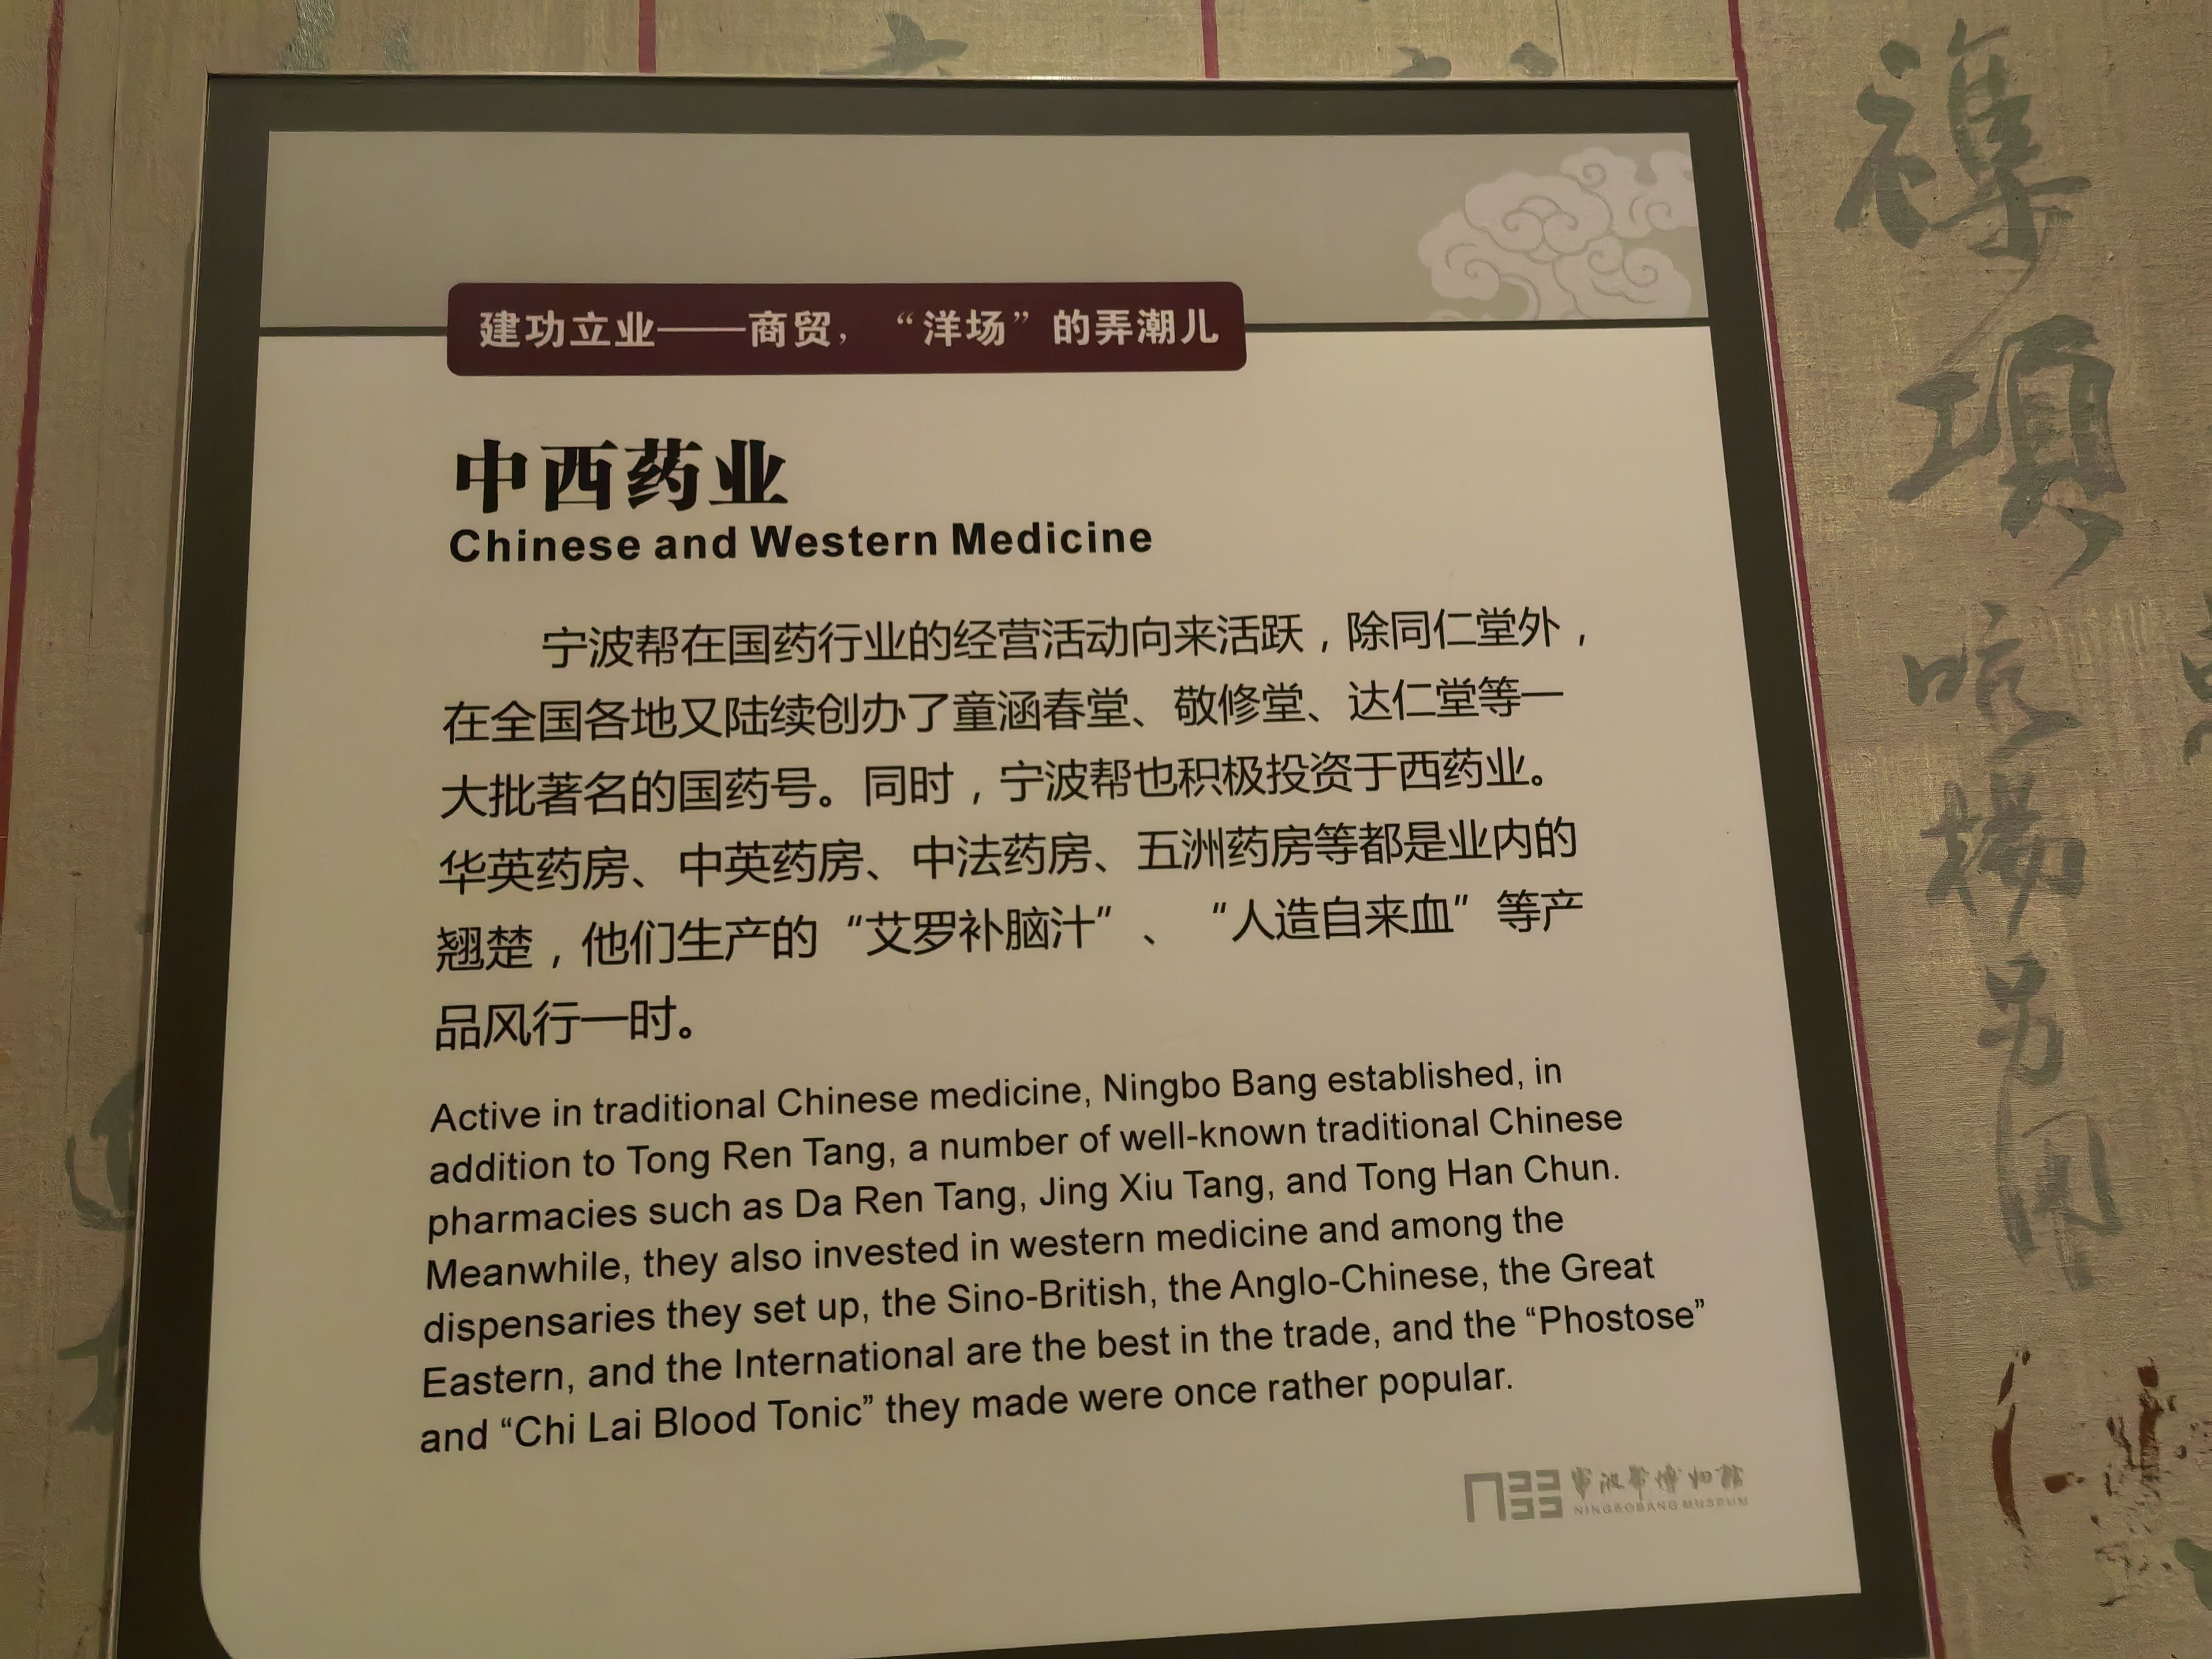 建功立业——商贸，“洋场”的弄潮儿
中西药业
Chinese and Western Medicine
宁波帮在国药行业的经营活动向来活跃，除同仁堂外，
在全国各地又陆续创办了童涵春堂、敬修堂、达仁堂等一
大批著名的国药号。同时，宁波帮也积极投资于西药业。
华英药房、中英药房、中法药房、五洲药房等都是业内的
翘楚，他们生产的“艾罗补脑汁”、“人造自来血”等产
品风行一时。
Active in traditional Chinese medicine, Ningbo Bang established, in
addition to Tong Ren Tang, a number of well-known traditional Chinese
pharmacies such as Da Ren Tang, Jing Xiu Tang, and Tong Han Chun.
Meanwhile, they also invested in western medicine and among the
dispensaries they set up, the Sino-British, the Anglo-Chinese, the Great
Eastern, and the International are the best in the trade, and the “Phostose”
and “Chi Lai Blood Tonic” they made were once rather popular.
宁波帮博物馆
NINGBOBANG MUSEUM